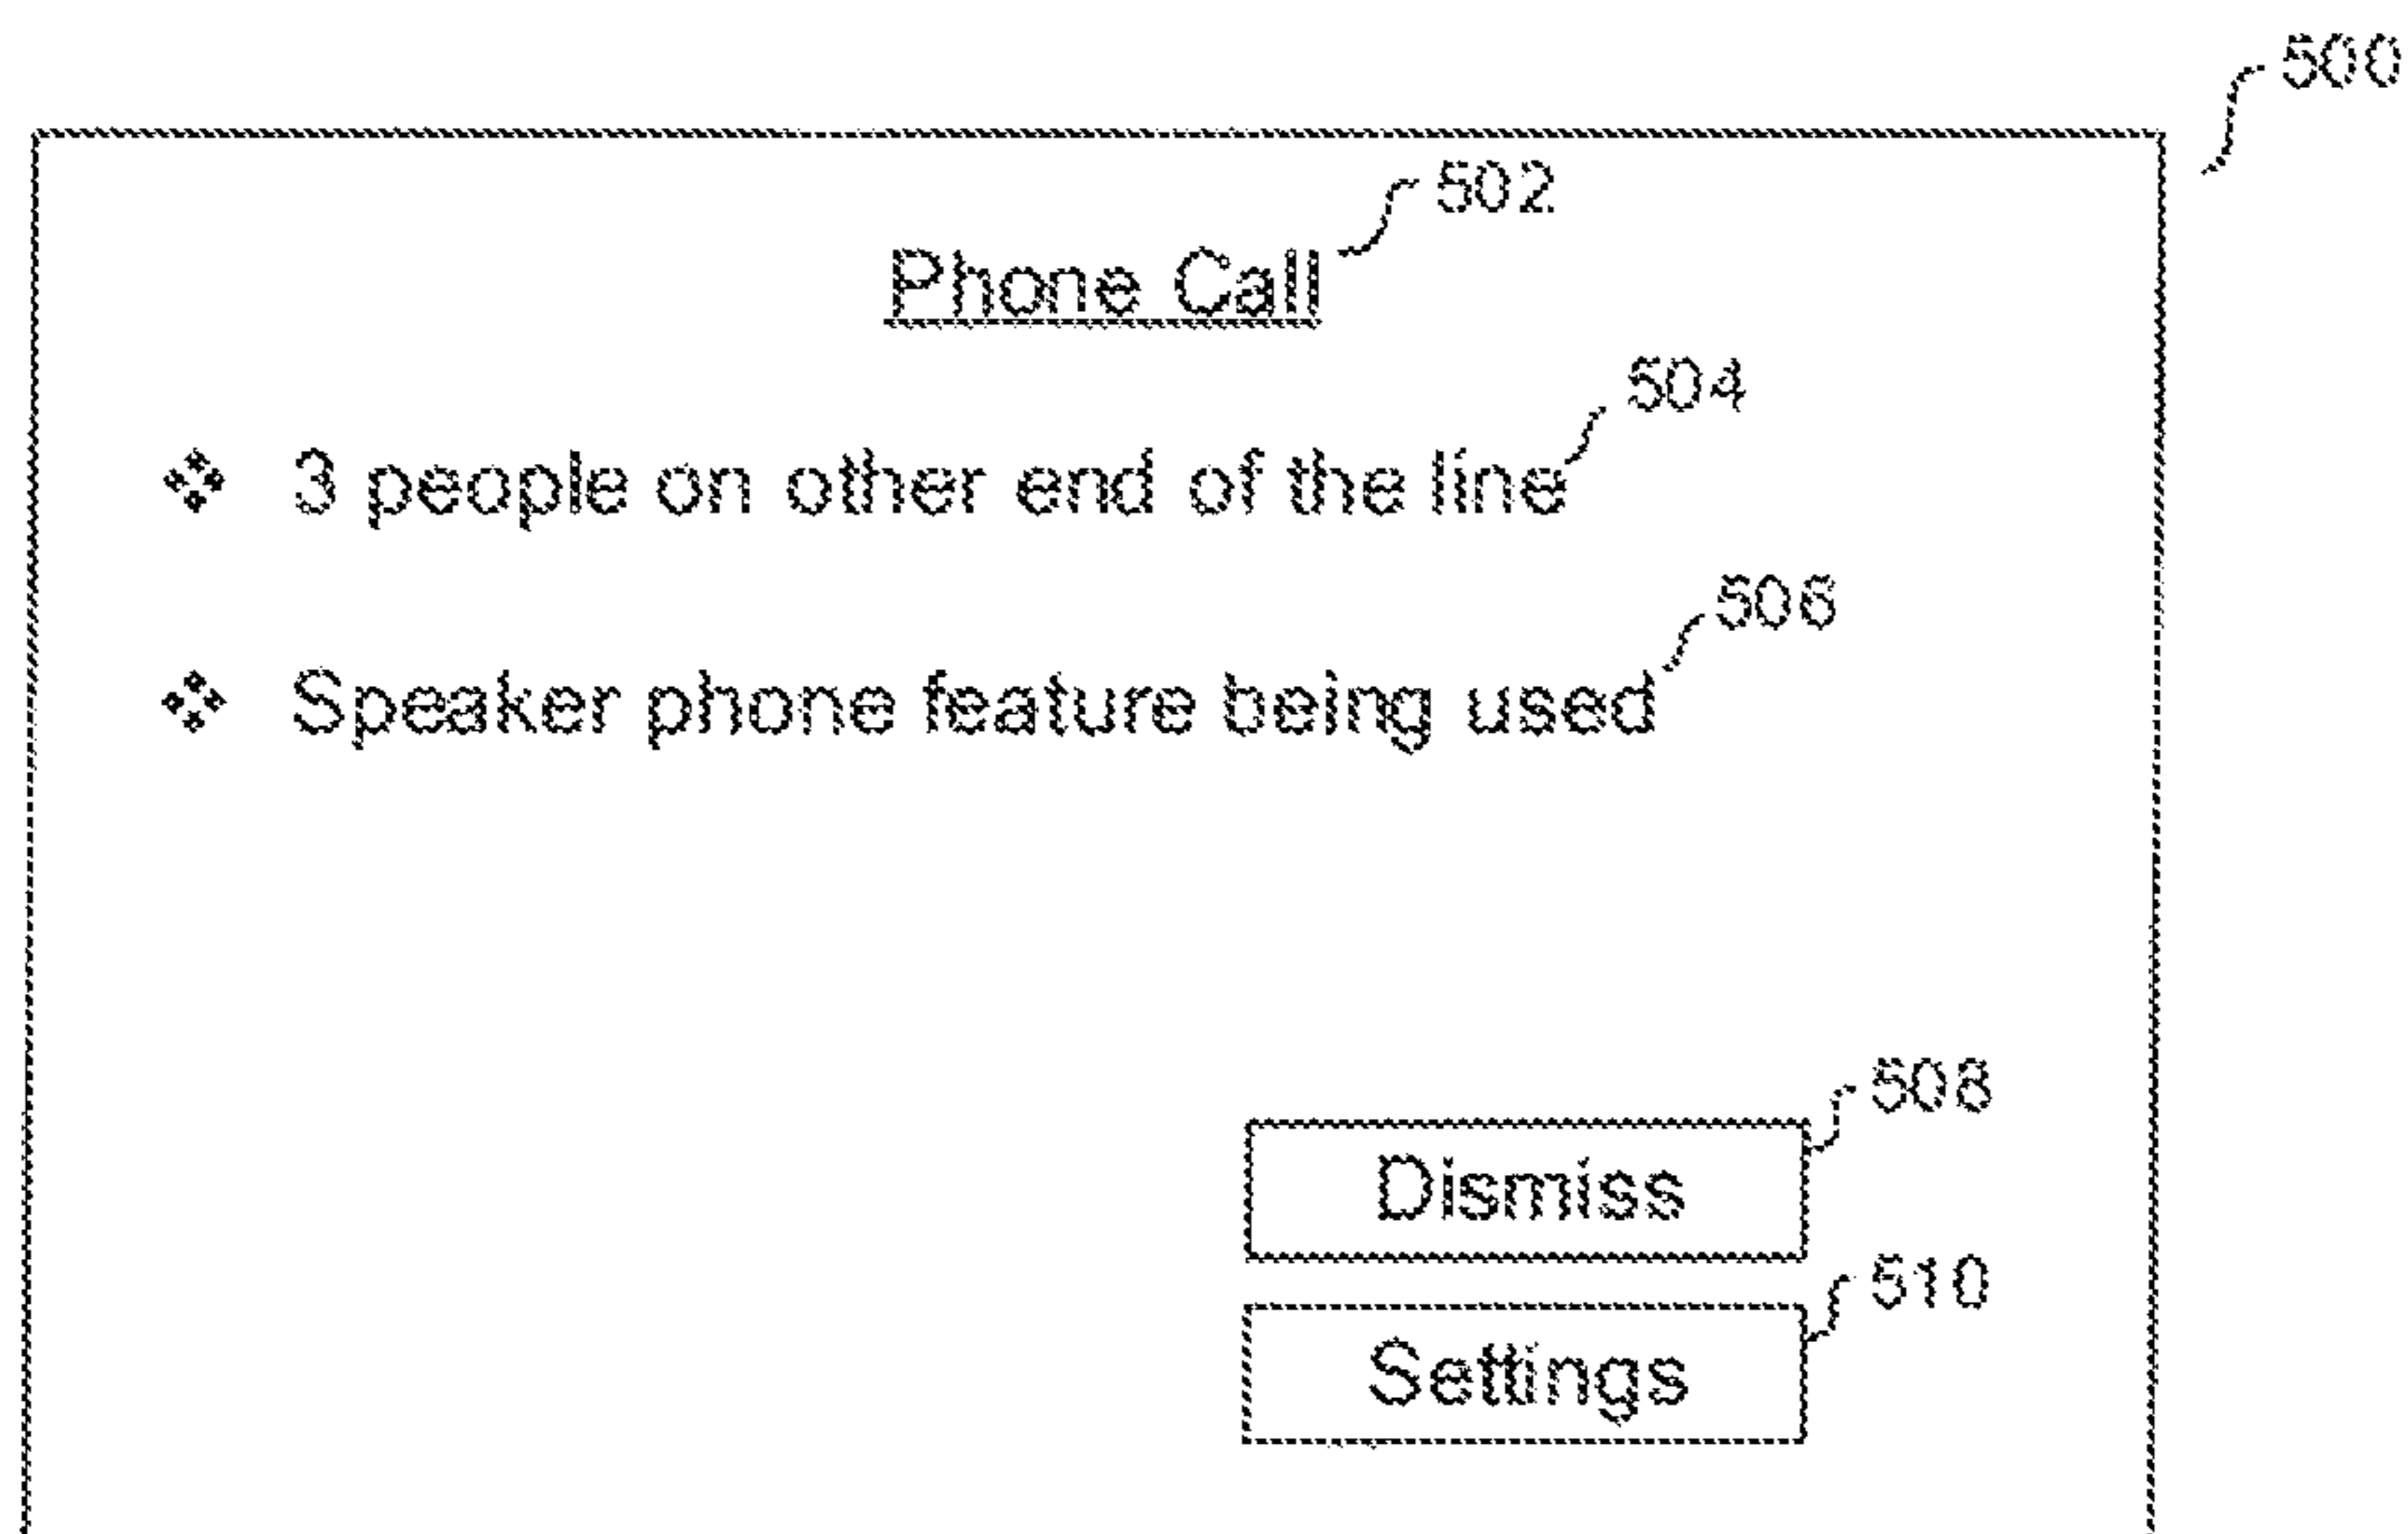 500
502
Phone Call
504
❖ 3 people on other end of the line
506
❖ Speaker phone feature being used
508
Dismiss
510
Settings